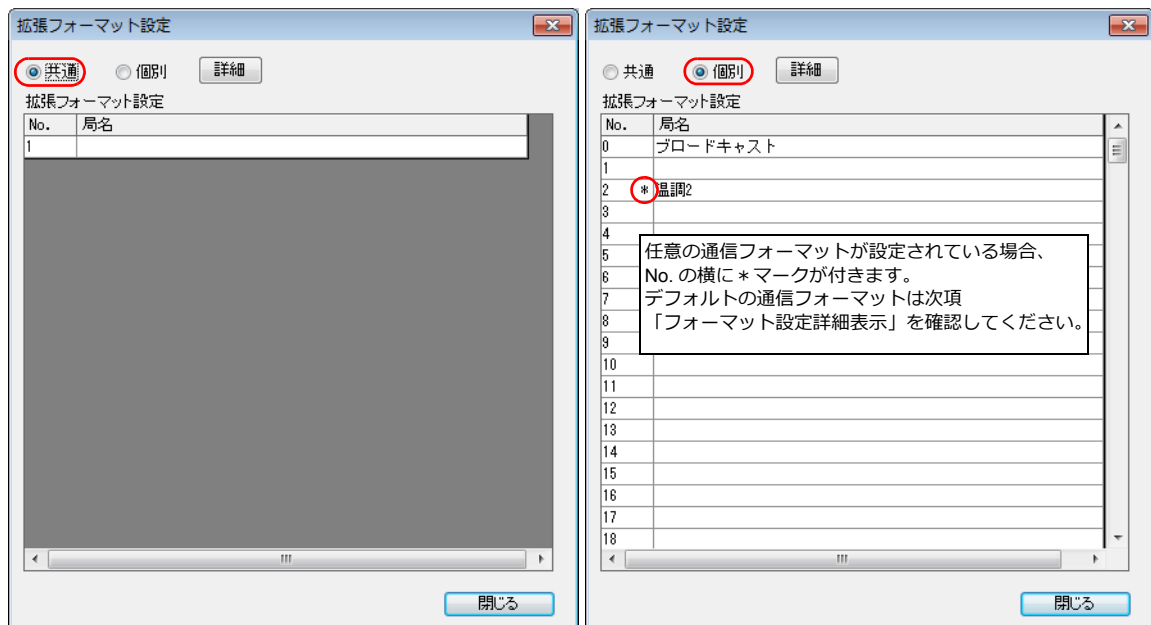 拡張フォーマット設定
共通 個別 詳細
拡張フォーマット設定
No. 局名
1
閉じる
拡張フォーマット設定
共通 個別 詳細
拡張フォーマット設定
No. 局名
0 ブロードキャスト
1
2 * 温調2
3
4
5
6
7
8
9
10
11
12
13
14
15
16
17
18
任意の通信フォーマットが設定されている場合、
No. の横に * マークが付きます。
デフォルトの通信フォーマットは次項
「フォーマット設定詳細表示」を確認してください。
閉じる